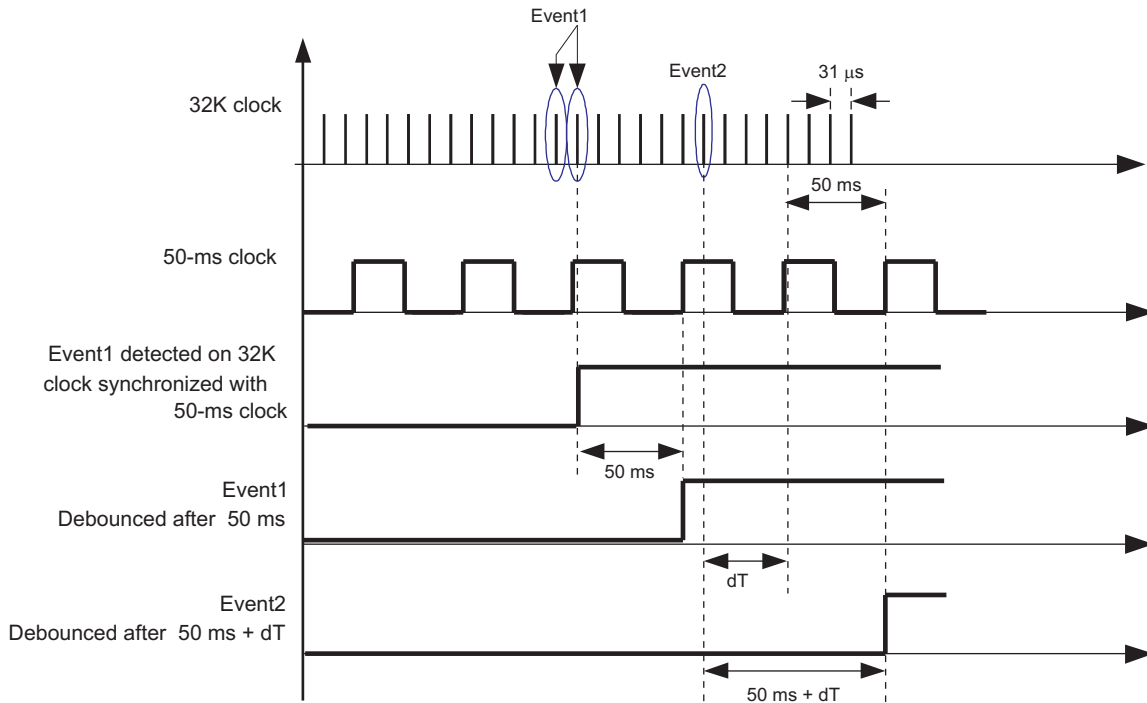 Event1
Event2
31 μs
32K clock
50 ms
50-ms clock
Event1 detected on 32K
clock synchronized with
50-ms clock
50 ms
Event1
Debounced after 50 ms
dT
Event2
Debounced after 50 ms + dT
50 ms + dT